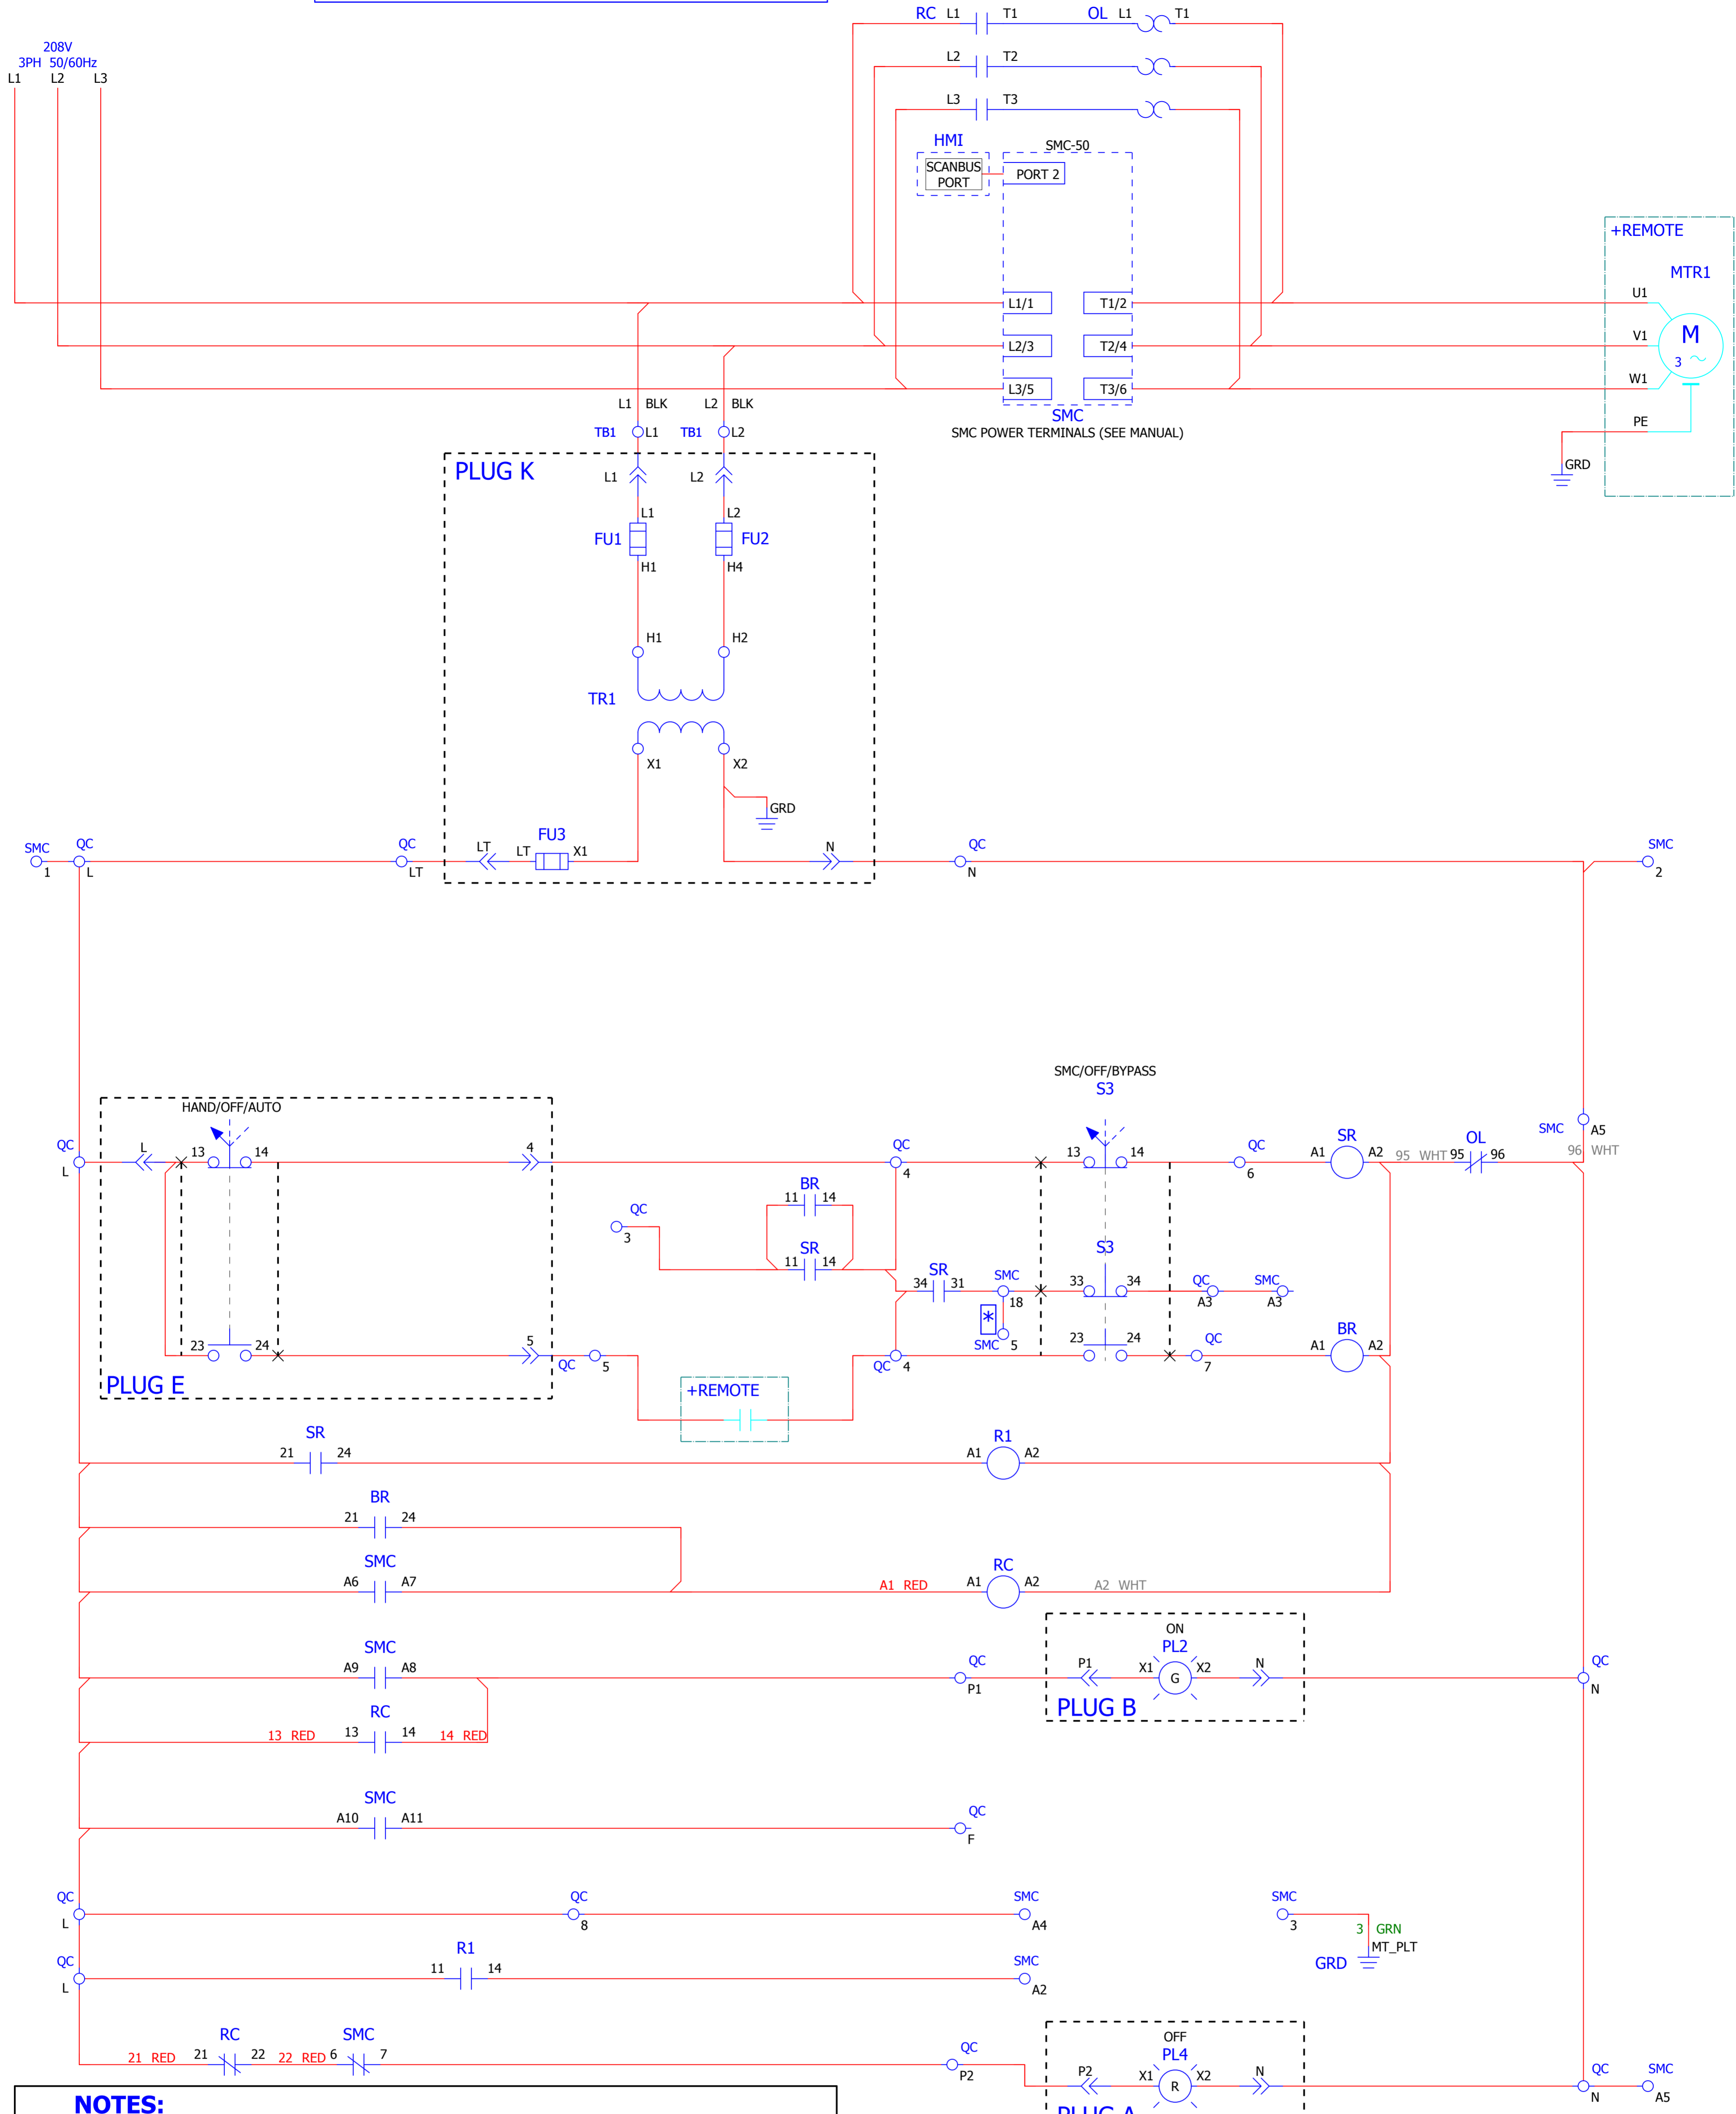 RC L1 T1 OL L1 T1
208V
3PH 50/60Hz
L1 L2 L3
L2 T2
L3 T3
HMI
SMC-50
SCANBUS
PORT
PORT 2
+REMOTE
MTR1
L1/1 T1/2 U1
L2/3 T2/4 V1
M
3
L3/5 T3/6 W1
L1 BLK L2 BLK
SMC
SMC POWER TERMINALS (SEE MANUAL)
TB1 L1 TB1 L2
PE
GRD
PLUG K
L1 L2
L1 L2
FU1 FU2
H1 H4
H1 H2
TR1
X1 X2
GRD
SMC QC QC FU3 QC SMC
LT LT X1 N
1 L LT N 2
SMC/OFF/BYPASS
S3
HAND/OFF/AUTO
SMC A5
QC L 13 14 4 QC 13 14 QC SR OL
A1 A2 95 WHT 95 96 96 WHT
L 4 6
BR
11 14
QC
3
SR
11 14
S3
SR
34 31 SMC 33 34 QC SMC
18 A3 A3
*
SMC 5
23 24 5 23 24 QC BR
A1 A2
QC 5 QC 4 7
PLUG E
+REMOTE
SR
21 24
R1
A1 A2
BR
21 24
SMC
A6 A7
RC
A1 RED A1 A2 A2 WHT
ON
PL2
SMC
A9 A8
QC P1 X1 G X2 N QC
P1 N
PLUG B
RC
13 RED 13 14 14 RED
SMC
A10 A11
QC
F
QC QC SMC SMC
L 8 A4 3
3 GRN
MT_PLT
GRD
QC R1 SMC
11 14
L A2
OFF
PL4
RC SMC
21 RED 21 22 22 RED 6 7
QC
P2
P2 X1 R X2 N QC SMC
N A5
NOTES:
PLUG A